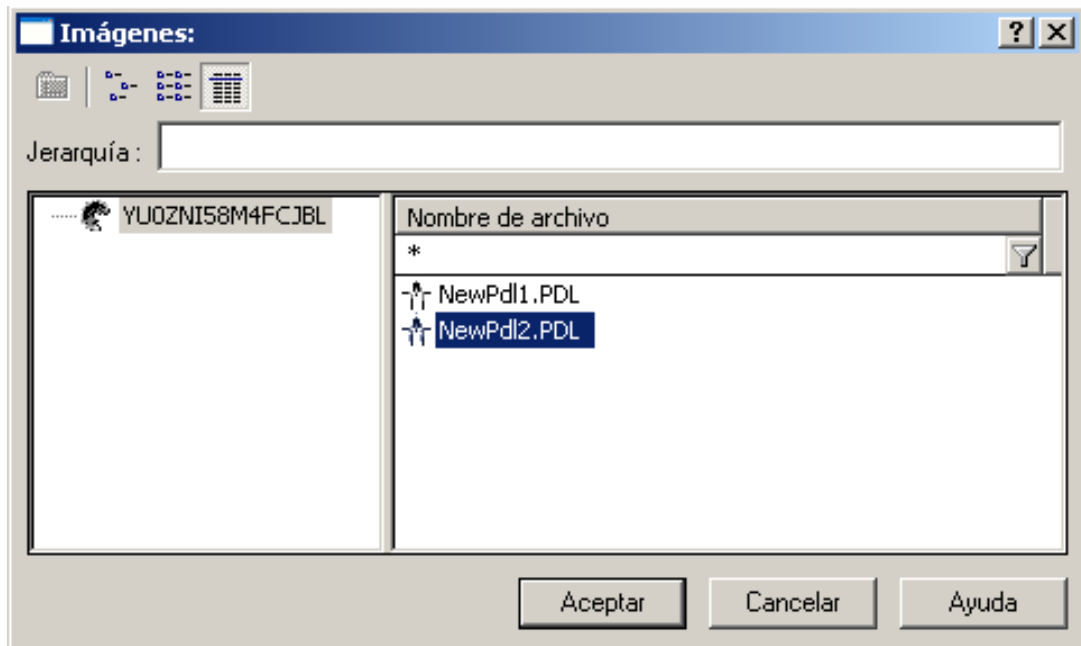 Imágenes:
Jerarquía :
YU0ZNI58M4FCJBL
Nombre de archivo
*
NewPdl1.PDL
NewPdl2.PDL
Aceptar
Cancelar
Ayuda